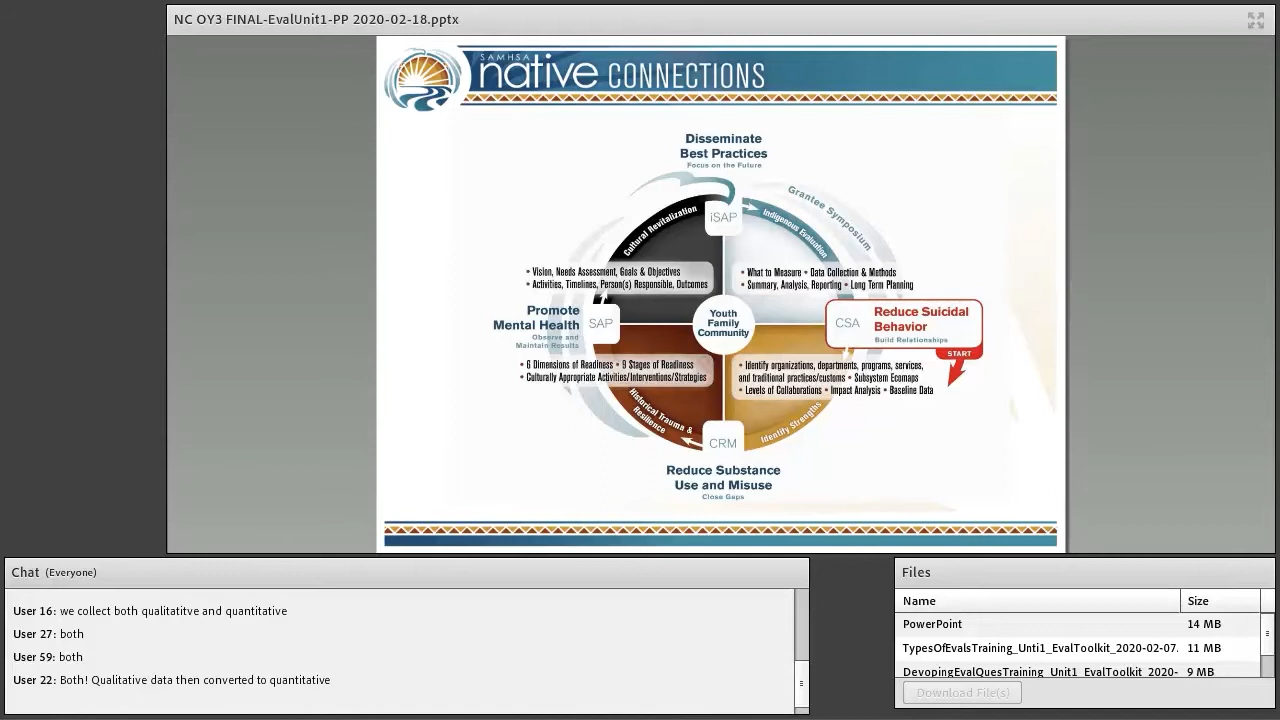 NC OY3 FINAL-EvalUnit1-PP 2020-02-18.pptx
SAMHSA
native CONNECTIONS
Disseminate
Best Practices
Focus on the Future
Grantee Symposium
iSAP
Cultural Revitalization
Indigenous Evaluation
• Vision, Needs Assessment, Goals & Objectives
• Activities, Timelines, Person(s) Responsible, Outcomes
• What to Measure • Data Collection & Methods
• Summary, Analysis, Reporting • Long Term Planning
Promote
Mental Health
Observe and
Maintain Results
SAP
Youth
Family
Community
CSA
Reduce Suicidal
Behavior
Build Relationships
START
• 6 Dimensions of Readiness • 9 Stages of Readiness
• Culturally Appropriate Activities/Interventions/Strategies
• Identify organizations, departments, programs, services,
and traditional practices/customs • Subsystem Ecomaps
• Levels of Collaborations • Impact Analysis • Baseline Data
Historical Trauma &
Resilience
Identify Strengths
CRM
Reduce Substance
Use and Misuse
Close Gaps
Chat (Everyone)
User 16: we collect both qualitatitve and quantitative
User 27: both
User 59: both
User 22: Both! Qualitative data then converted to quantitative
Files
Name Size
PowerPoint 14 MB
TypesOfEvalsTraining_Unti1_EvalToolkit_2020-02-07. 11 MB
DevopingEvalQuesTraining_Unit1_EvalToolkit_2020- 9 MB
Download File(s)